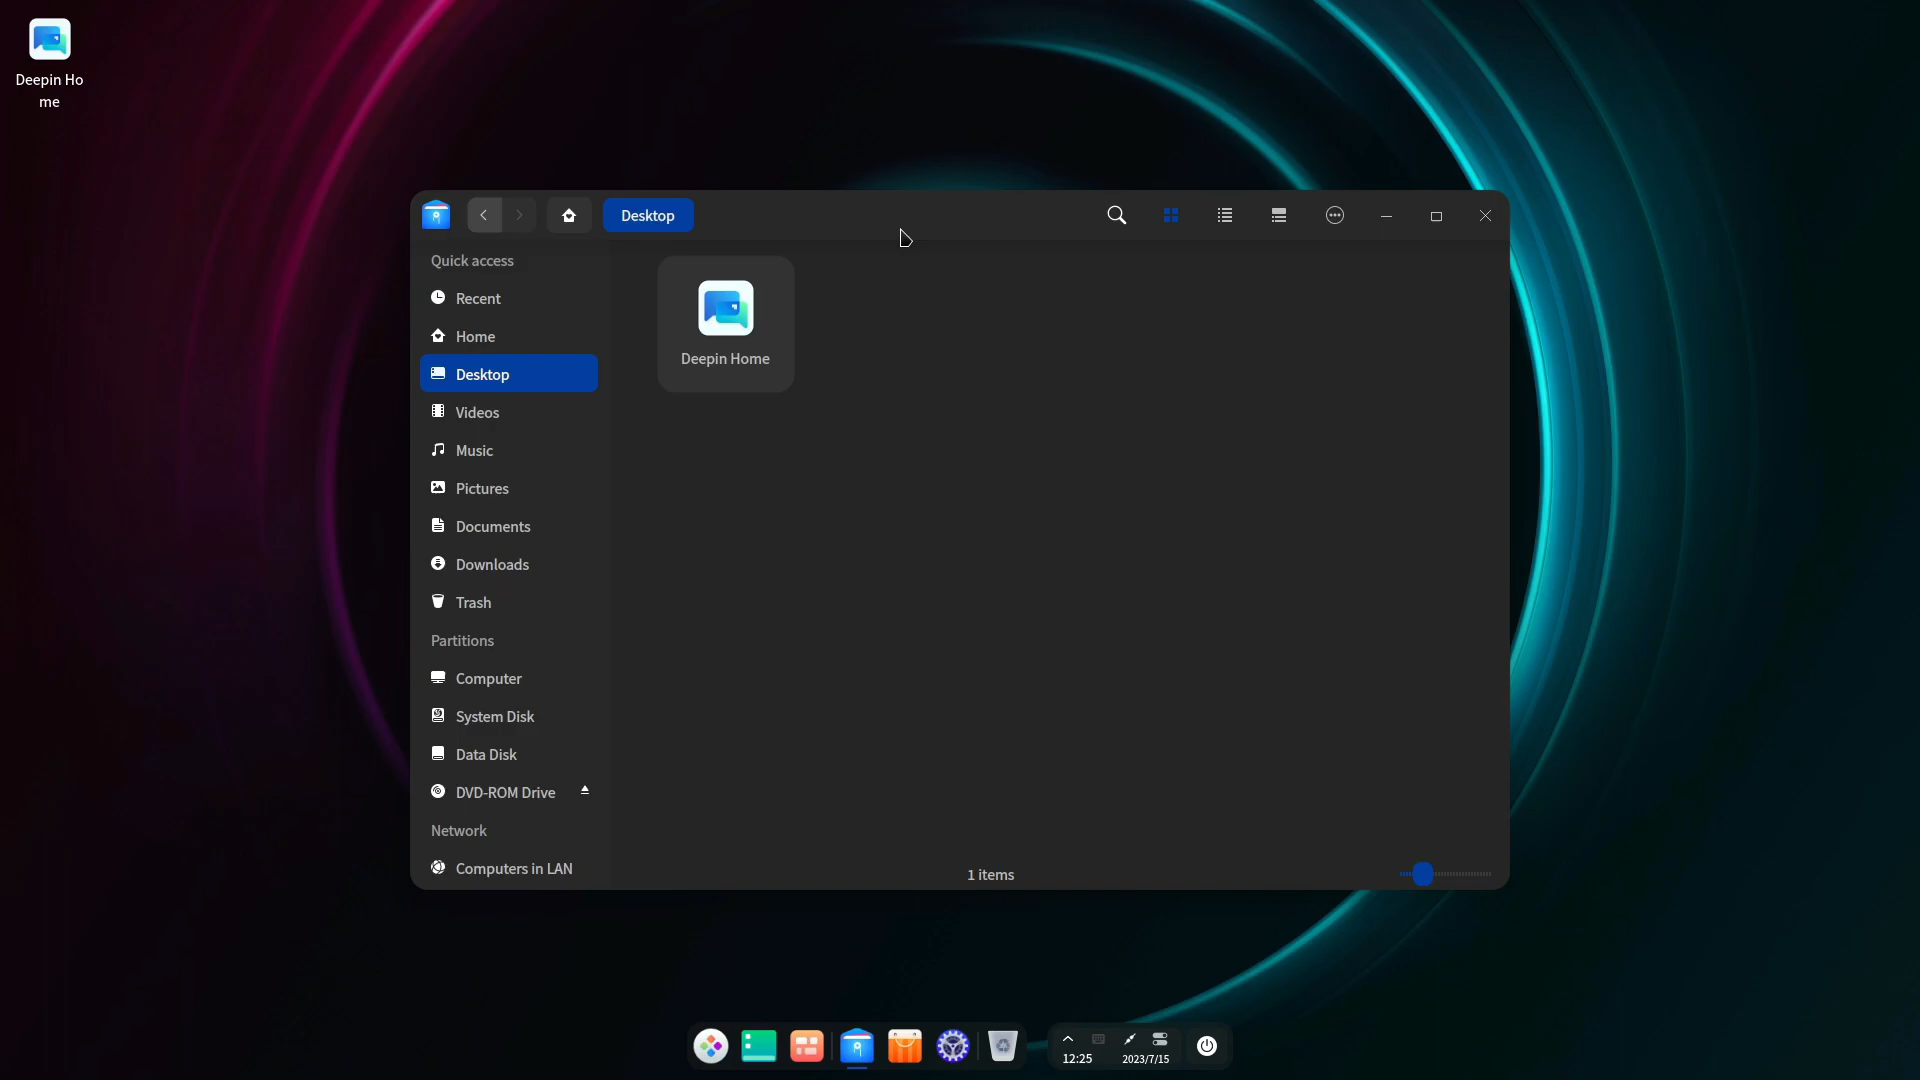 Deepin Ho
me
Desktop
Quick access
Recent
Home
Desktop
Videos
Music
Pictures
Documents
Downloads
Trash
Partitions
Computer
System Disk
Data Disk
DVD-ROM Drive
Network
Computers in LAN
Deepin Home
1 items
12:25
2023/7/15